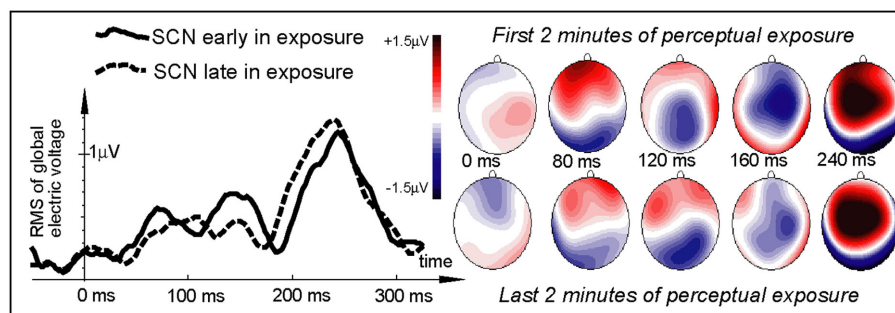 SCN early in exposure
SCN late in exposure
RMS of global
electric voltage
1μV
time
0 ms
100 ms
200 ms
300 ms
+1.5μV
-1.5μV
First 2 minutes of perceptual exposure
0 ms
80 ms
120 ms
160 ms
240 ms
Last 2 minutes of perceptual exposure